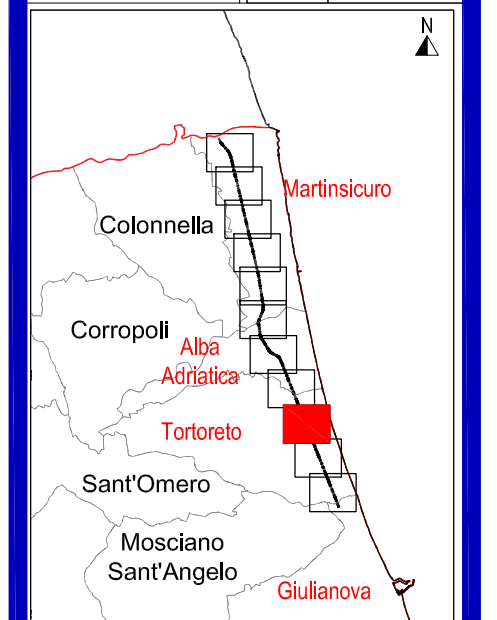 N
Martinsicuro
Colonnella
Corropoli
Alba
Adriatica
Tortoreto
Sant'Omero
Mosciano
Sant'Angelo
Giulianova